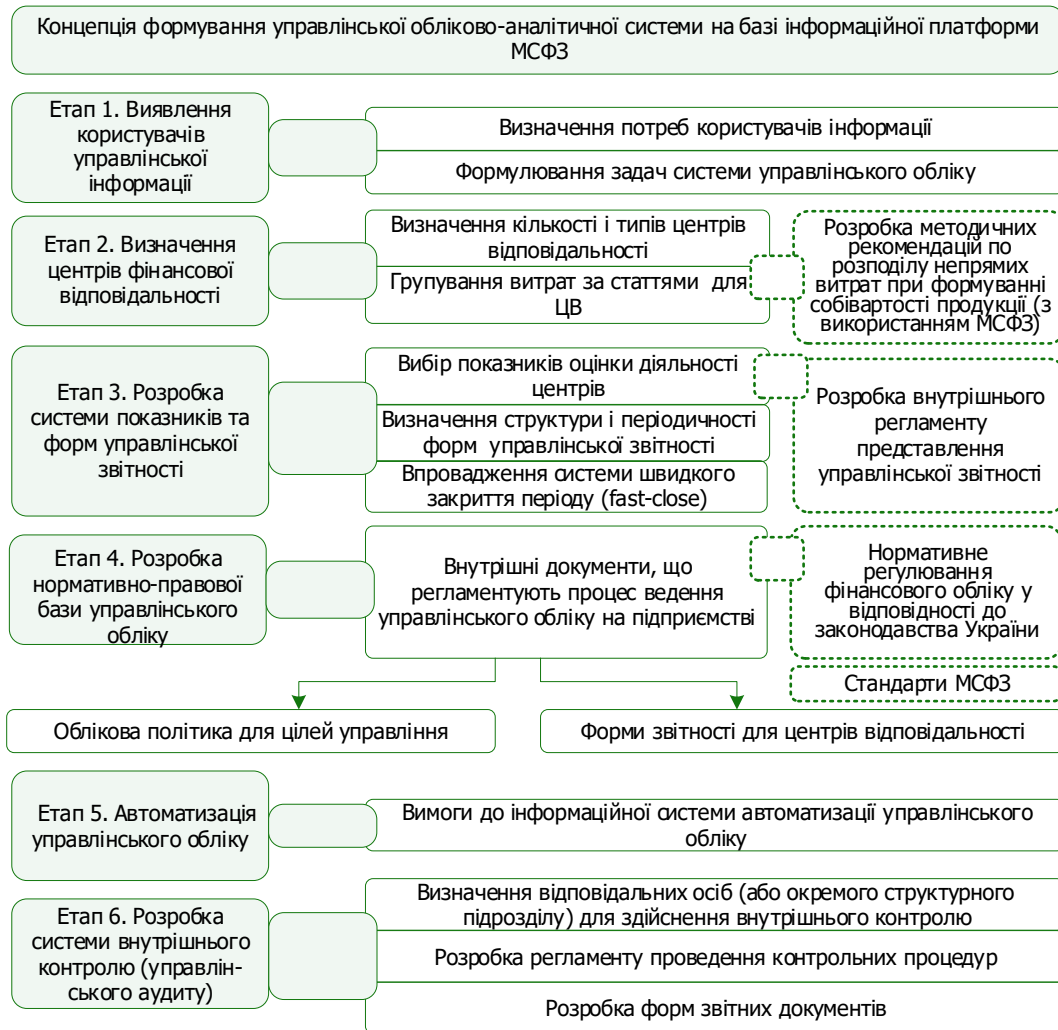 Концепція формування управлінської обліково-аналітичної системи на базі інформаційної платформи
МСФЗ
Етап 1. Виявлення
користувачів
управлінської
інформації
Визначення потреб користувачів інформації
Формулювання задач системи управлінського обліку
Етап 2. Визначення
центрів фінансової
відповідальності
Визначення кількості і типів центрів
відповідальності
Групування витрат за статтями для
ЦВ
Розробка методичних
рекомендацій по
розподілу непрямих
витрат при формуванні
собівартості продукції (з
використанням МСФЗ)
Етап 3. Розробка
системи показників та
форм управлінської
звітності
Вибір показників оцінки діяльності
центрів
Визначення структури і періодичності
форм управлінської звітності
Впровадження системи швидкого
закриття періоду (fast-close)
Розробка внутрішнього
регламенту
представлення
управлінської звітності
Етап 4. Розробка
нормативно-правової
бази управлінського
обліку
Внутрішні документи, що
регламентують процес ведення
управлінського обліку на підприємстві
Нормативне
регулювання
фінансового обліку у
відповідності до
законодавства України
Стандарти МСФЗ
Облікова політика для цілей управління
Форми звітності для центрів відповідальності
Етап 5. Автоматизація
управлінського обліку
Вимоги до інформаційної системи автоматизації управлінського
обліку
Етап 6. Розробка
системи внутрішнього
контролю (управлін-
ського аудиту)
Визначення відповідальних осіб (або окремого структурного
підрозділу) для здійснення внутрішнього контролю
Розробка регламенту проведення контрольних процедур
Розробка форм звітних документів